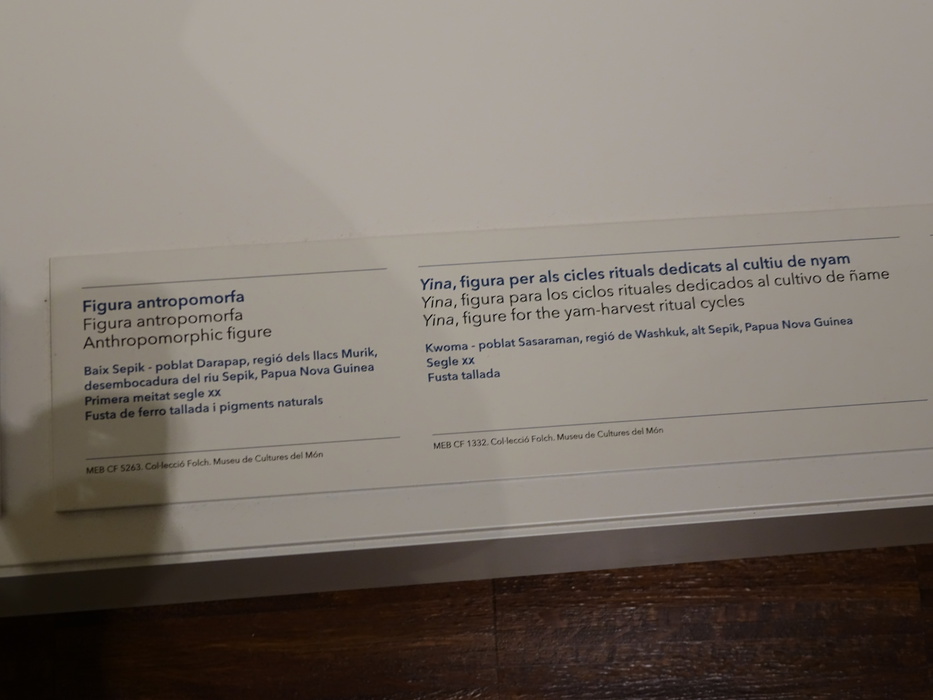 Figura antropomorfa
Figura antropomorfa
Anthropomorphic figure
Baix Sepik - poblat Darapap, regió dels llacs Murik,
desembocadura del riu Sepik, Papua Nova Guinea
Primera meitat segle XX
Fusta de ferro tallada i pigments naturals
MEB CF 5263. Col·lecció Folch. Museu de Cultures del Món
Yina, figura per als cicles rituals dedicats al cultiu de nyam
Yina, figura para los ciclos rituales dedicados al cultivo de ñame
Yina, figure for the yam-harvest ritual cycles
Kwoma - poblat Sasaraman, regió de Washkuk, alt Sepik, Papua Nova Guinea
Segle XX
Fusta tallada
MEB CF 1332. Col·lecció Folch. Museu de Cultures del Món